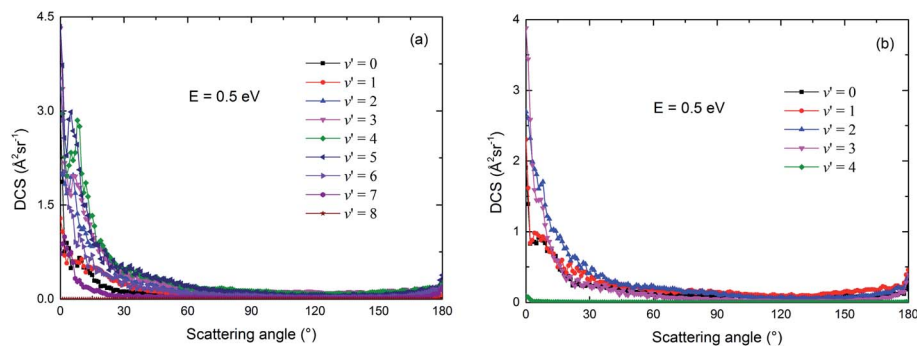 4.5
3.0
1.5
0.0
DCS (Å²sr⁻¹)
(a)
E = 0.5 eV
v' = 0
v' = 1
v' = 2
v' = 3
v' = 4
v' = 5
v' = 6
v' = 7
v' = 8
0 30 60 90 120 150 180
Scattering angle (°)
4
3
2
1
0
DCS (Å²sr⁻¹)
(b)
E = 0.5 eV
v' = 0
v' = 1
v' = 2
v' = 3
v' = 4
0 30 60 90 120 150 180
Scattering angle (°)